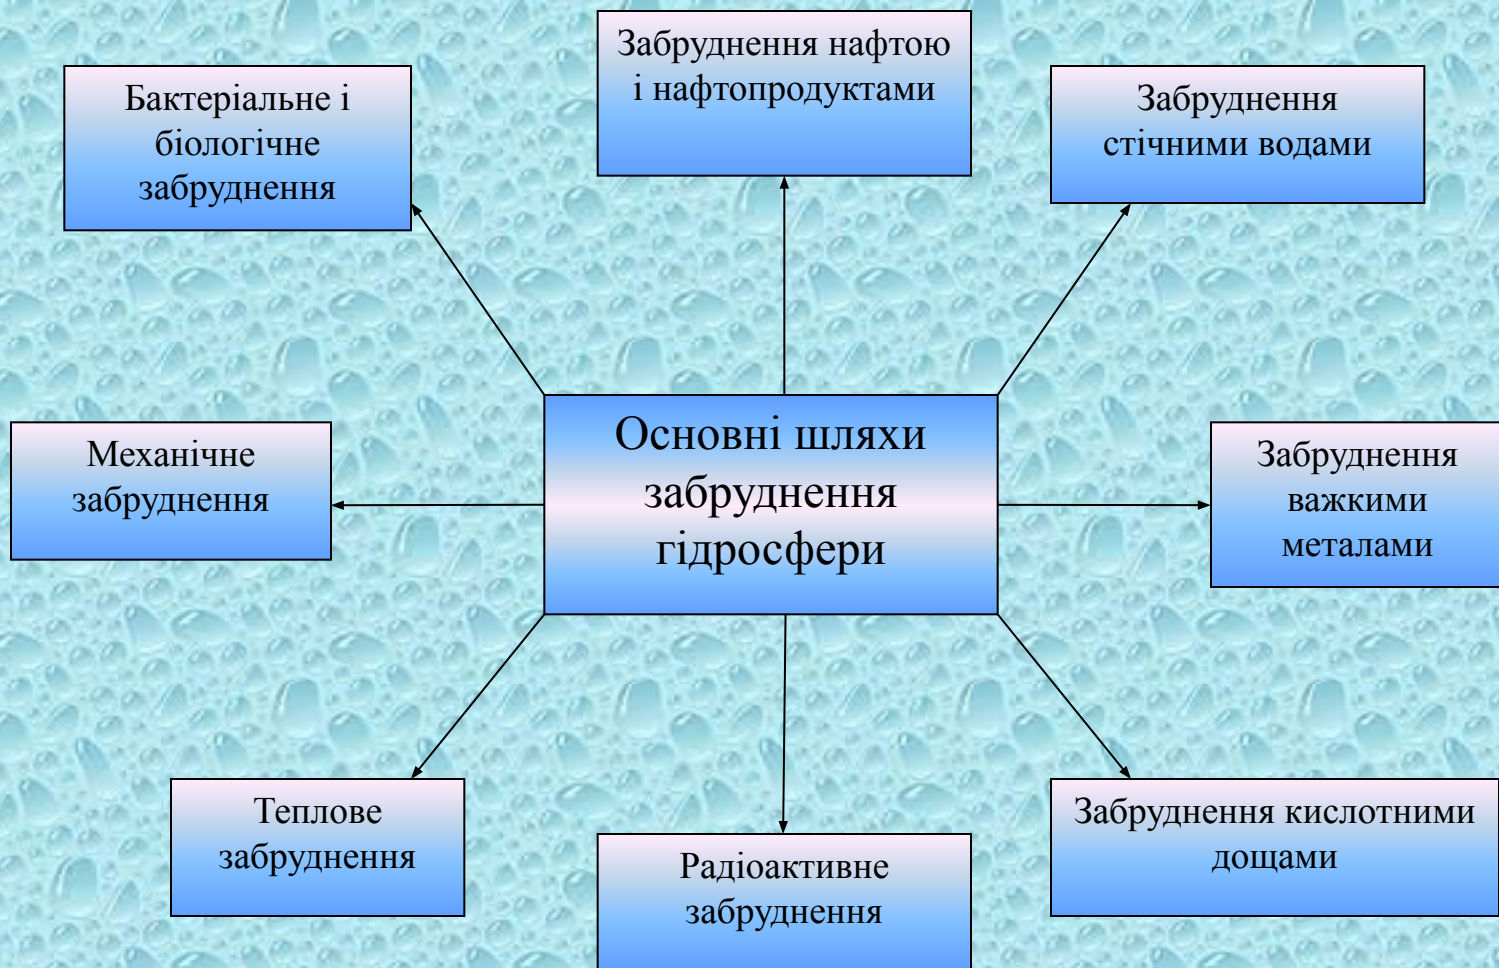 Забруднення нафтою
і нафтопродуктами
Бактеріальне і
біологічне
забруднення
Забруднення
стічними водами
Основні шляхи
забруднення
гідросфери
Механічне
забруднення
Забруднення
важкими
металами
Теплове
забруднення
Радіоактивне
забруднення
Забруднення кислотними
дощами